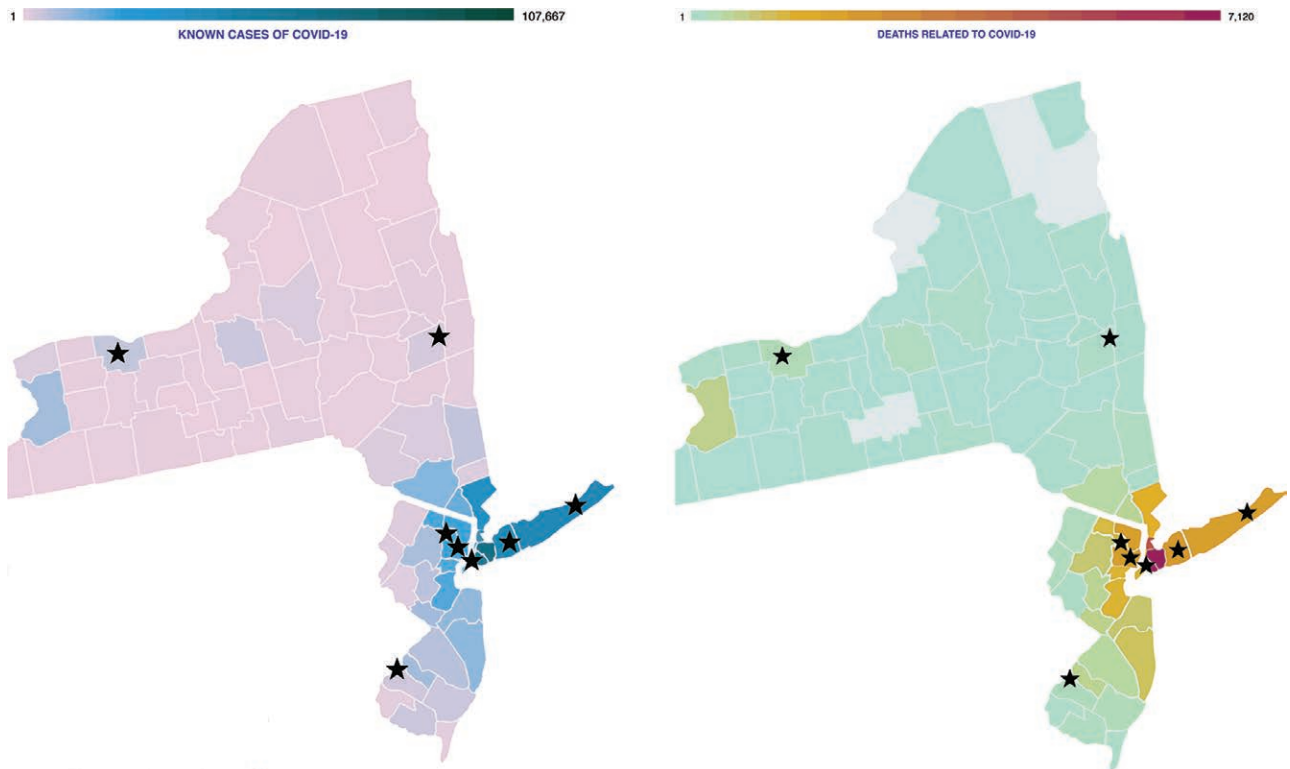 1 107,667
KNOWN CASES OF COVID-19
1 7,120
DEATHS RELATED TO COVID-19